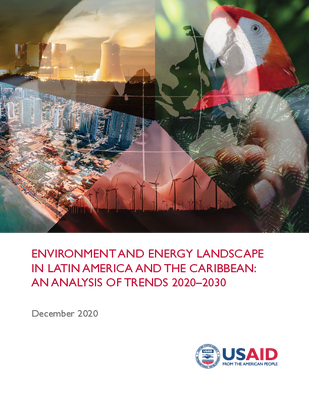 ENVIRONMENT AND ENERGY LANDSCAPE
IN LATIN AMERICA AND THE CARIBBEAN:
AN ANALYSIS OF TRENDS 2020–2030
December 2020
USAID
FROM THE AMERICAN PEOPLE